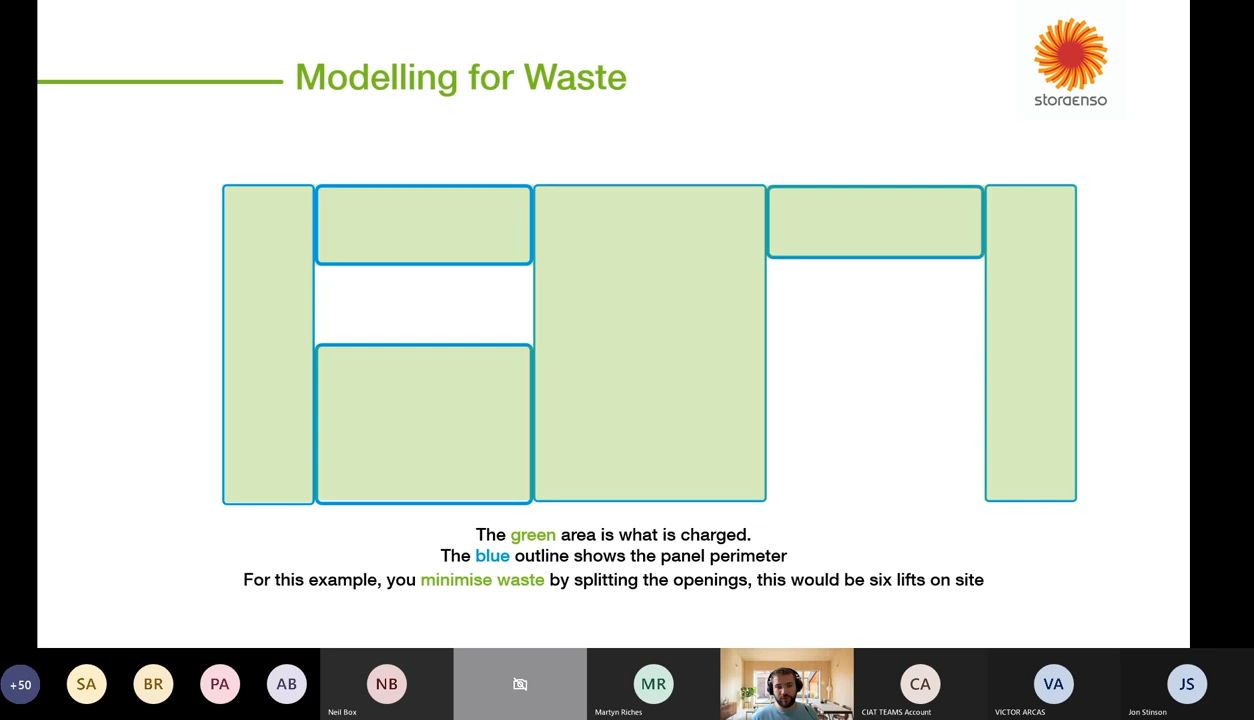 Modelling for Waste
storaenso
The green area is what is charged.
The blue outline shows the panel perimeter
For this example, you minimise waste by splitting the openings, this would be six lifts on site
+50
SA
BR
PA
AB
NB
Neil Box
MR
Martyn Riches
CA
CIAT TEAMS Account
VA
VICTOR ARCAS
JS
Jon Stinson